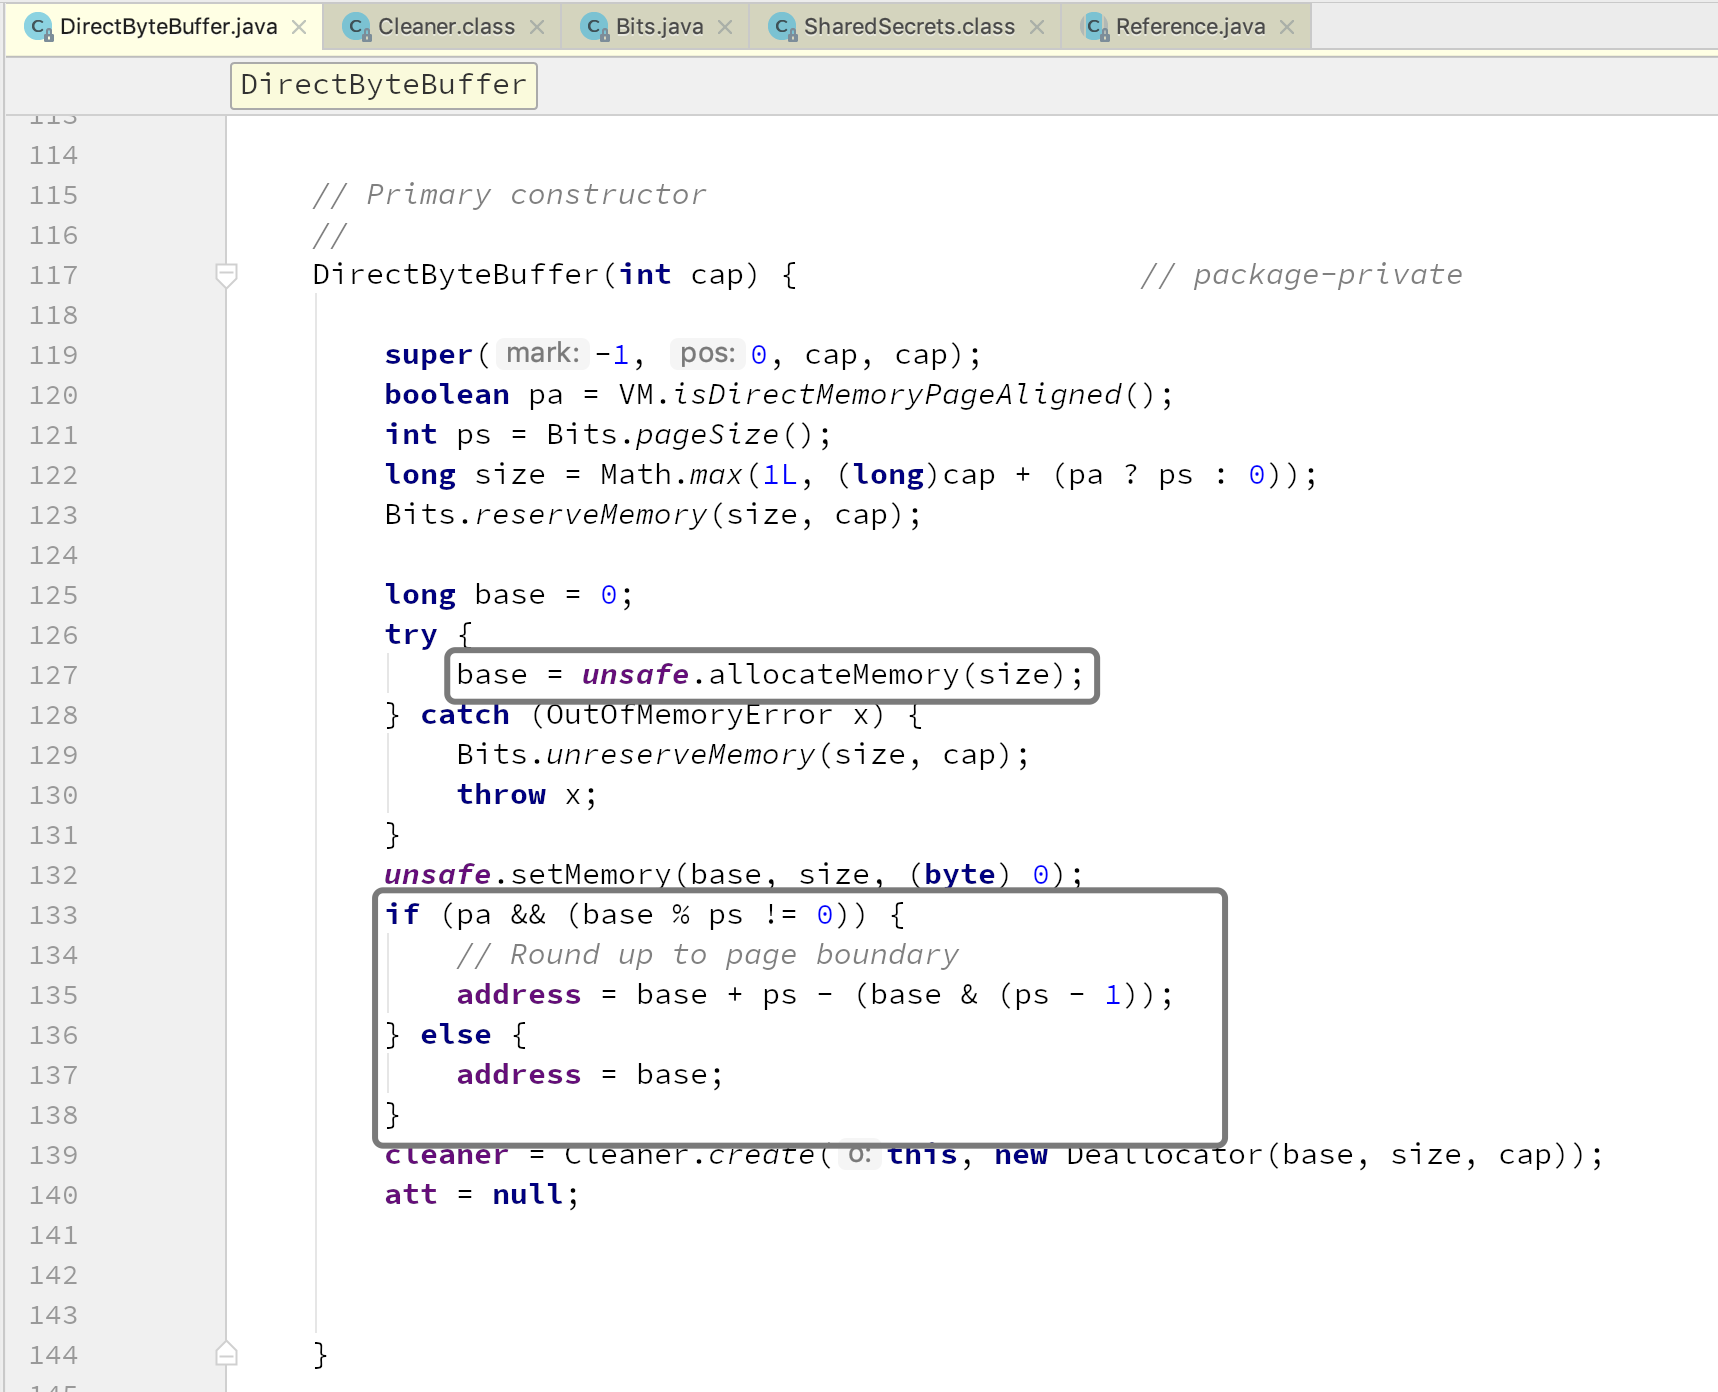 DirectByteBuffer.java Cleaner.class Bits.java SharedSecrets.class Reference.java
DirectByteBuffer
113
114
115 // Primary constructor
116 //
117 DirectByteBuffer(int cap) { // package-private
118
119 super( mark: -1, pos: 0, cap, cap);
120 boolean pa = VM.isDirectMemoryPageAligned();
121 int ps = Bits.pageSize();
122 long size = Math.max(1L, (long)cap + (pa ? ps : 0));
123 Bits.reserveMemory(size, cap);
124
125 long base = 0;
126 try {
127 base = unsafe.allocateMemory(size);
128 } catch (OutOfMemoryError x) {
129 Bits.unreserveMemory(size, cap);
130 throw x;
131 }
132 unsafe.setMemory(base, size, (byte) 0);
133 if (pa && (base % ps != 0)) {
134 // Round up to page boundary
135 address = base + ps - (base & (ps - 1));
136 } else {
137 address = base;
138 }
139 cleaner = Cleaner.create( o: this, new Deallocator(base, size, cap));
140 att = null;
141
142
143
144 }
145